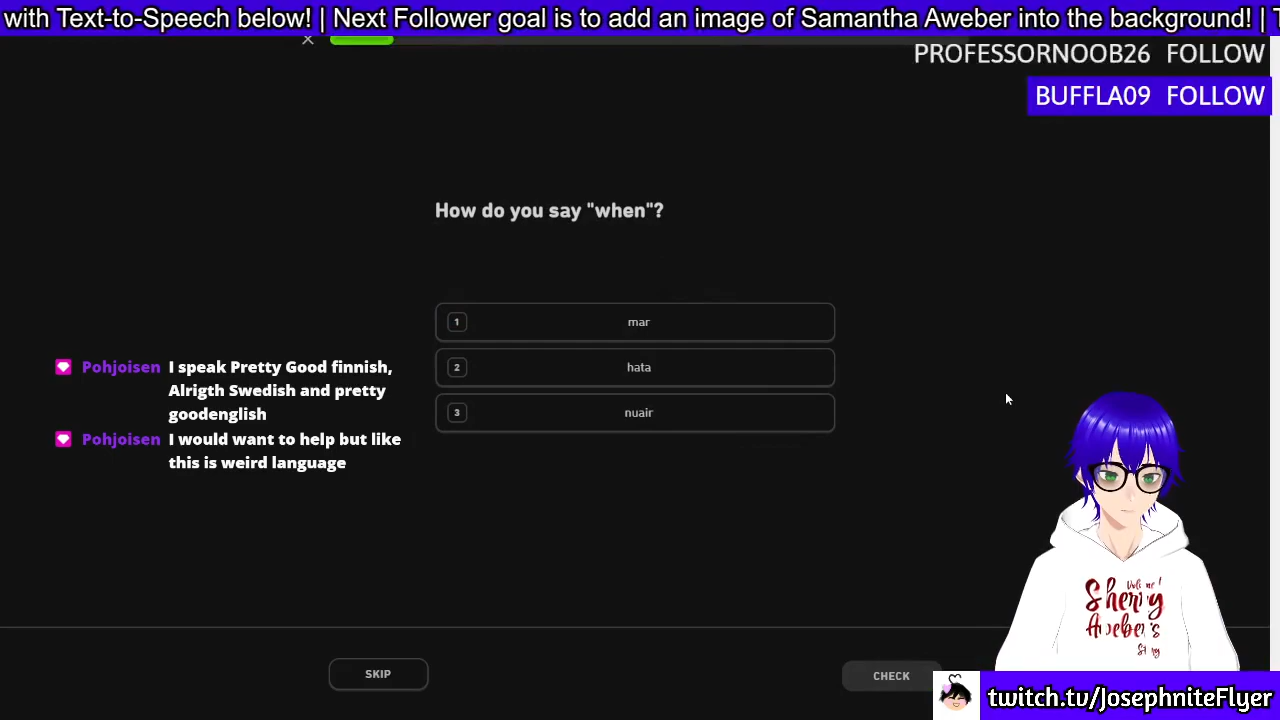 with Text-to-Speech below! | Next Follower goal is to add an image of Samantha Aweber into the background! |
PROFESSORNOOB26 FOLLOW
BUFFLA09 FOLLOW
How do you say "when"?
1 mar
2 hata
3 nuair
Pohjoisen I speak Pretty Good finnish,
Alrigth Swedish and pretty
goodenglish
Pohjoisen I would want to help but like
this is weird language
Sherry
Aweber's
SKIP
CHECK
twitch.tv/JosephniteFlyer